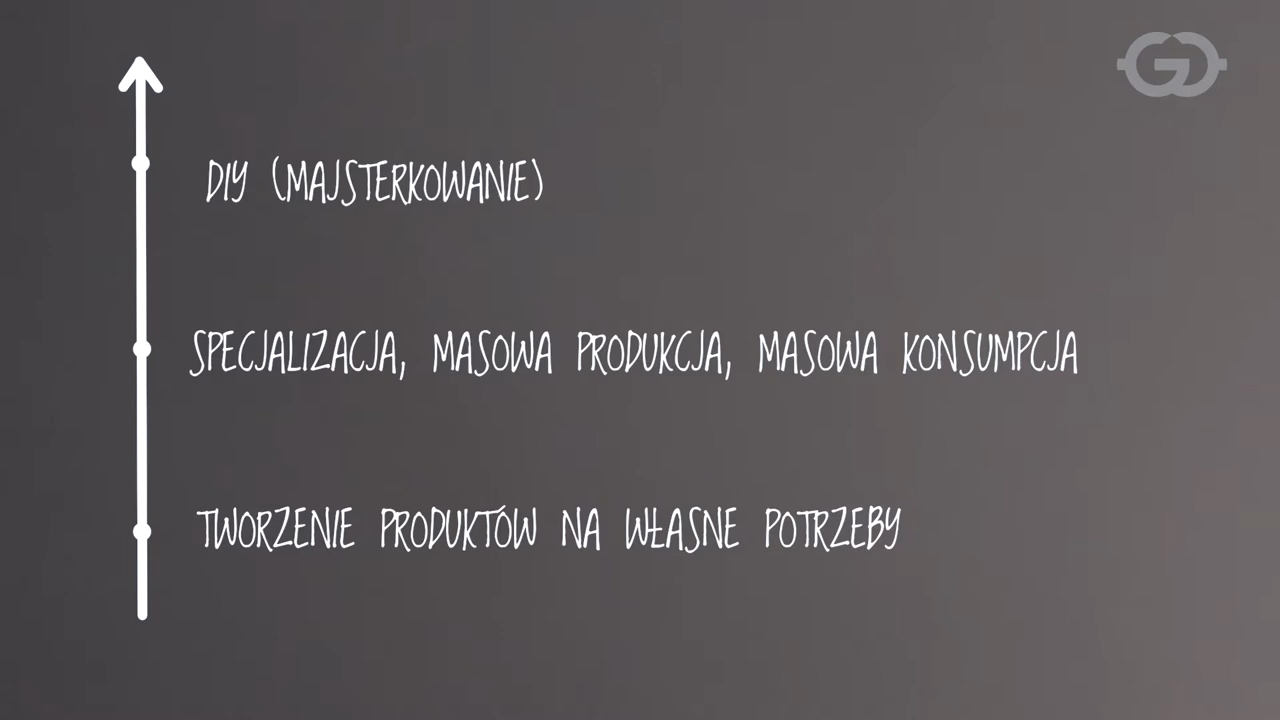 DIY (MAJSTERKOWANIE)
SPECJALIZACJA, MASOWA PRODUKCJA, MASOWA KONSUMPCJA
TWORZENIE PRODUKTÓW NA WŁASNE POTRZEBY